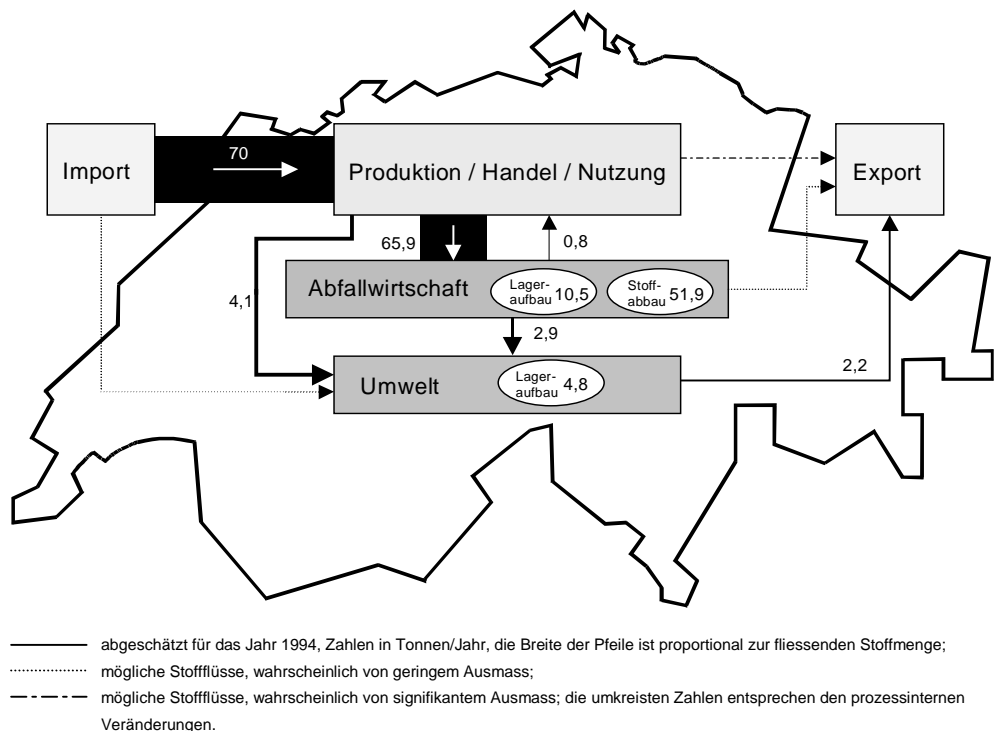 70
Import
Produktion / Handel / Nutzung
Export
65,9
0,8
4,1
Abfallwirtschaft
Lager-
aufbau 10,5
Stoff-
abbau 51,9
2,9
Umwelt
Lager-
aufbau 4,8
2,2
abgeschätzt für das Jahr 1994, Zahlen in Tonnen/Jahr, die Breite der Pfeile ist proportional zur fliessenden Stoffmenge;
mögliche Stoffflüsse, wahrscheinlich von geringem Ausmass;
mögliche Stoffflüsse, wahrscheinlich von signifikantem Ausmass; die umkreisten Zahlen entsprechen den prozessinternen
Veränderungen.